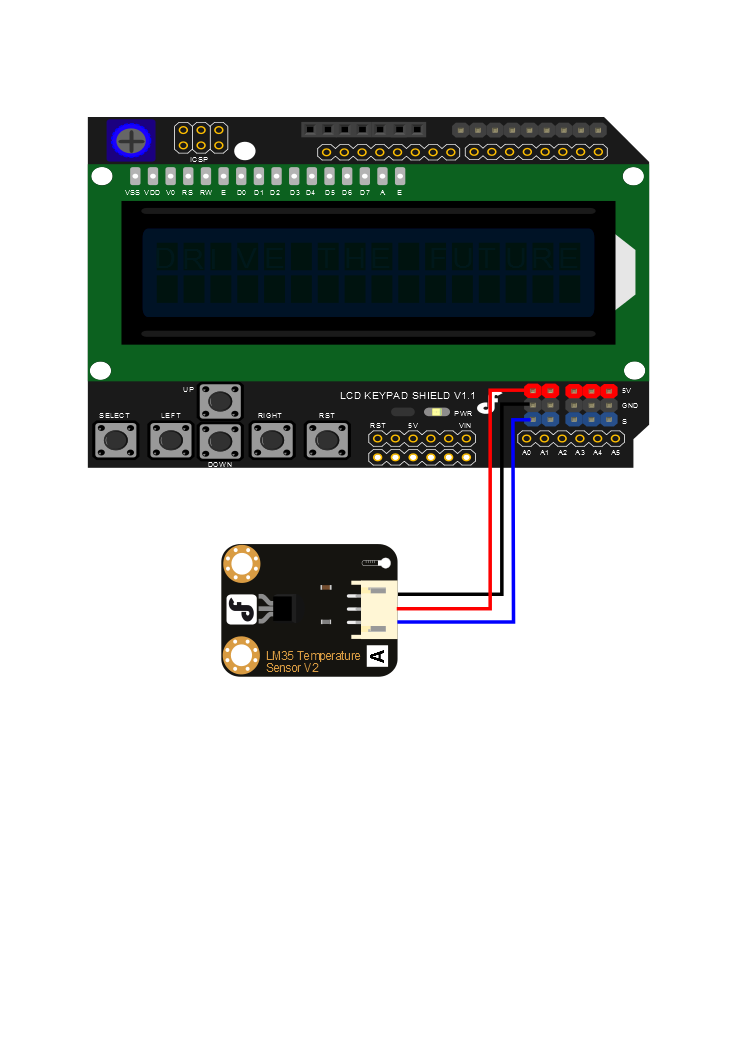 ICSP
VSS VDD V0 RS RW E D0 D1 D2 D3 D4 D5 D6 D7 A E
DRIVE THE FUTURE
UP
LCD KEYPAD SHIELD V1.1
5V
GND
S
PWR
SELECT LEFT RIGHT RST
RST 5V VIN
DOWN
A0 A1 A2 A3 A4 A5
LM35 Temperature
Sensor V2
A